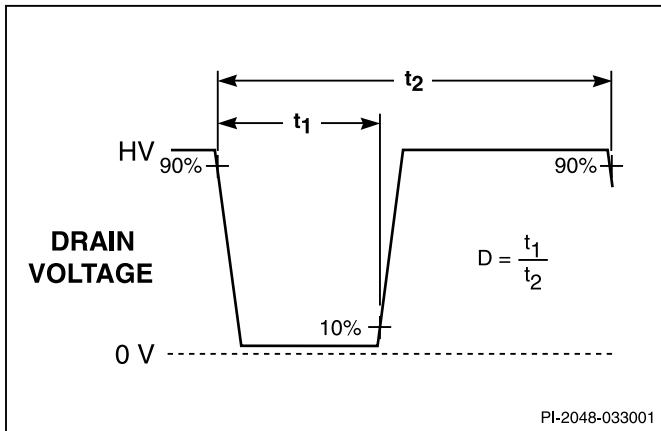 t2
t1
HV
90%
90%
DRAIN
VOLTAGE
D = t1
t2
10%
0 V
PI-2048-033001